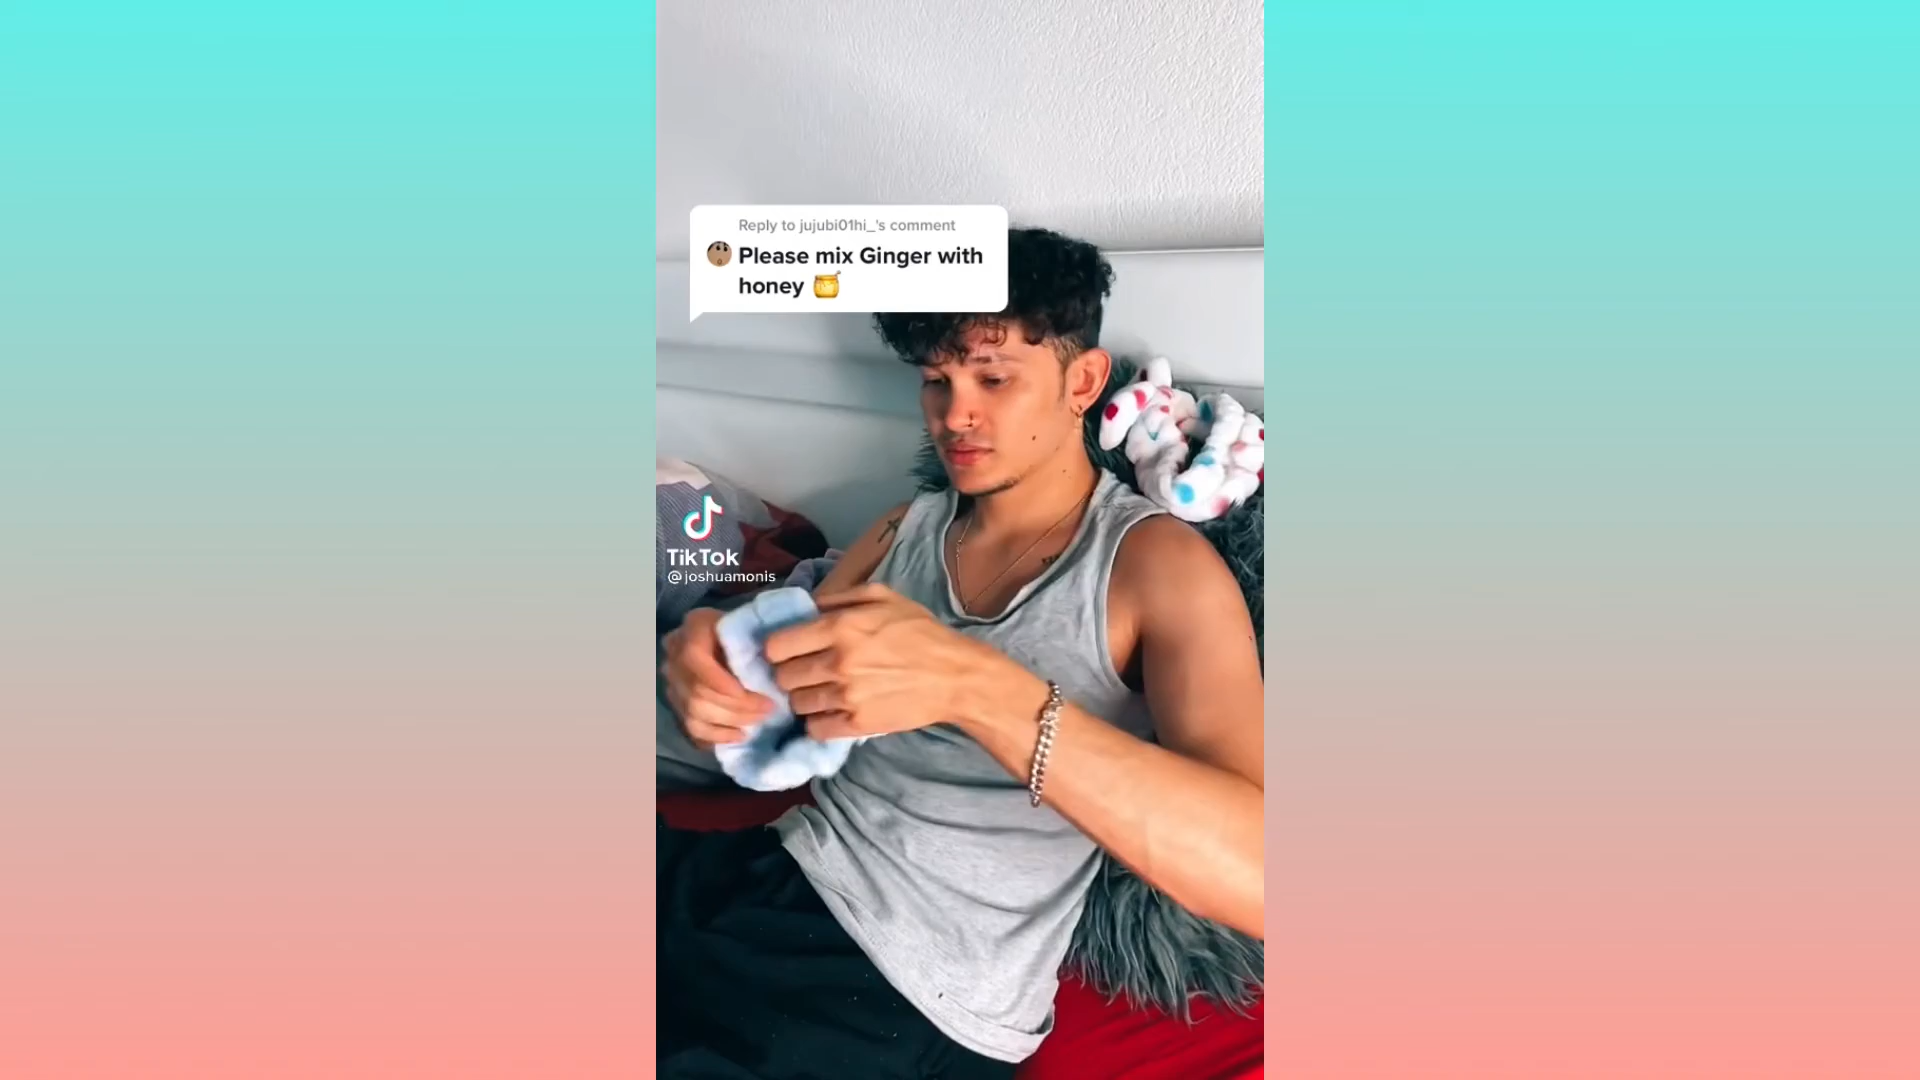 Reply to jujubi01hi_'s comment
Please mix Ginger with
honey 🍯
TikTok
@joshuamonis